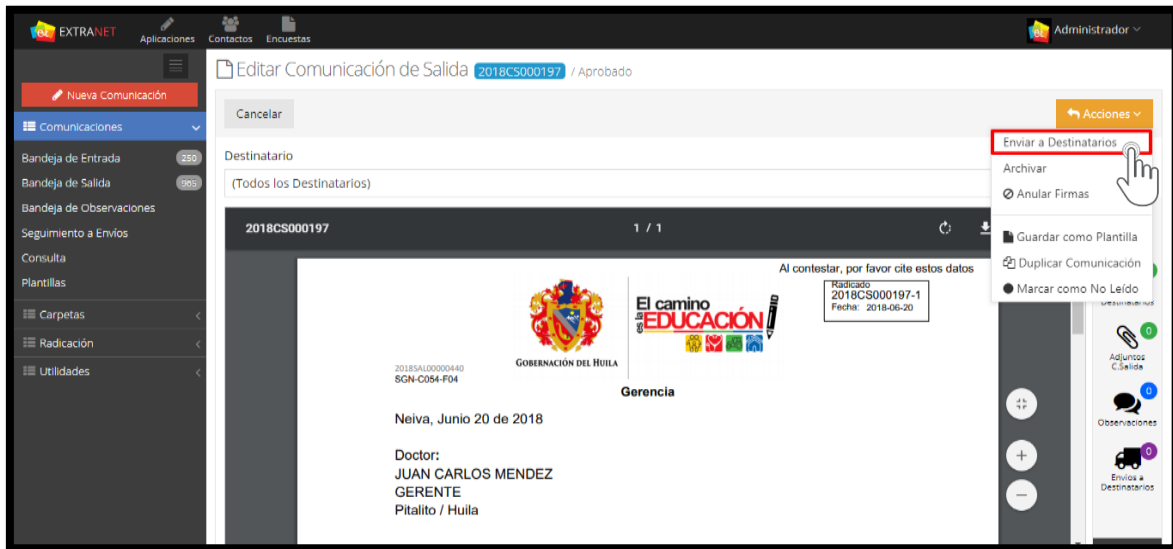 EXTRANET
Aplicaciones
Contactos
Encuestas
Administrador
Nueva Comunicación
Comunicaciones
Bandeja de Entrada 250
Bandeja de Salida 965
Bandeja de Observaciones
Seguimiento a Envíos
Consulta
Plantillas
Carpetas
Radicación
Utilidades
Editar Comunicación de Salida 2018CS000197 / Aprobado
Cancelar
Acciones
Enviar a Destinatarios
Archivar
Anular Firmas
Guardar como Plantilla
Duplicar Comunicación
Marcar como No Leído
Destinatario
(Todos los Destinatarios)
2018CS000197
1 / 1
Al contestar, por favor cite estos datos
Radicado
2018CS000197-1
Fecha: 2018-06-20
GOBERNACIÓN DEL HUILA
El camino
es la EDUCACIÓN
2018SAL00000440
SGN-C054-F04
Gerencia
Neiva, Junio 20 de 2018
Doctor:
JUAN CARLOS MENDEZ
GERENTE
Pitalito / Huila
Destinatarios
0
Adjuntos
C.Salida
0
Observaciones
0
Envíos a
Destinatarios